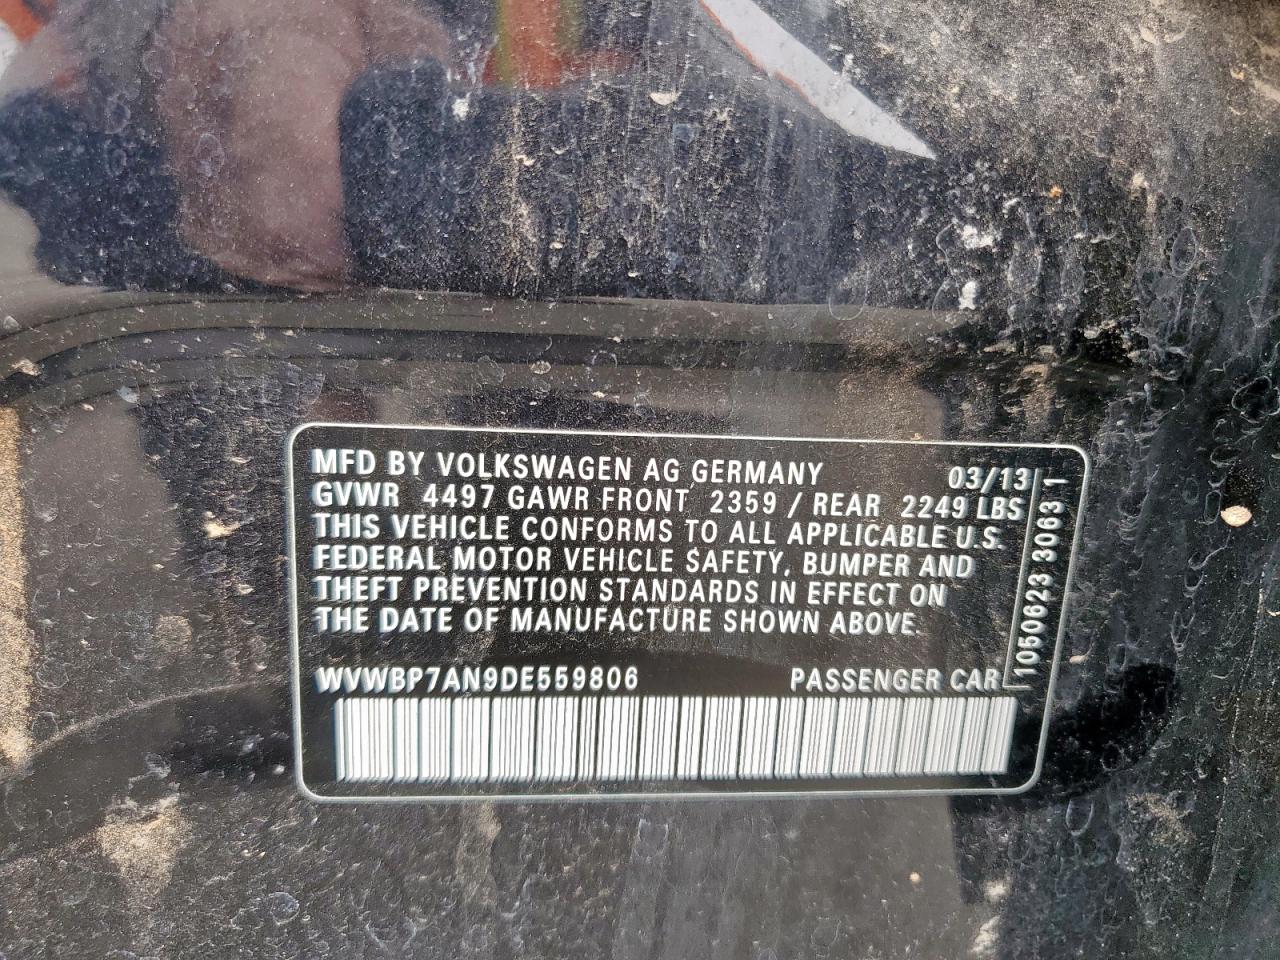 MFD BY VOLKSWAGEN AG GERMANY 03/13
GVWR 4497 GAWR FRONT 2359 / REAR 2249 LBS
THIS VEHICLE CONFORMS TO ALL APPLICABLE U.S.
FEDERAL MOTOR VEHICLE SAFETY, BUMPER AND
THEFT PREVENTION STANDARDS IN EFFECT ON
THE DATE OF MANUFACTURE SHOWN ABOVE.
WVWBP7AN9DE559806 PASSENGER CAR
1050623 3063 1